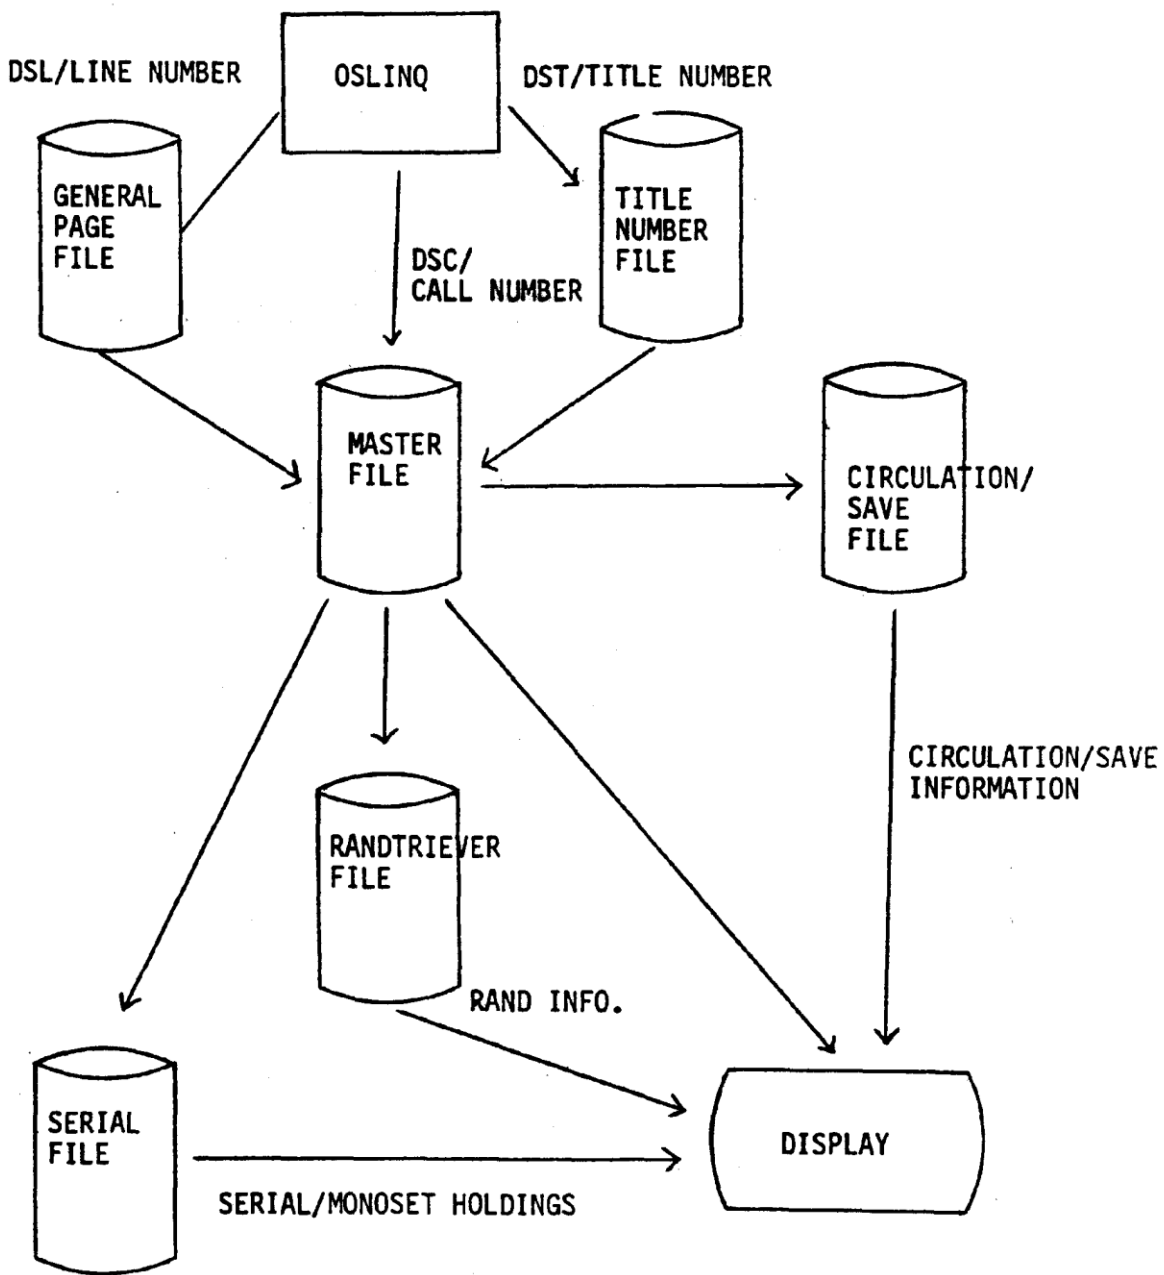 DSL/LINE NUMBER
OSLINQ
DST/TITLE NUMBER
GENERAL
PAGE
FILE
TITLE
NUMBER
FILE
DSC/
CALL NUMBER
MASTER
FILE
CIRCULATION/
SAVE
FILE
CIRCULATION/SAVE
INFORMATION
RANDTRIEVER
FILE
RAND INFO.
SERIAL
FILE
DISPLAY
SERIAL/MONOSET HOLDINGS